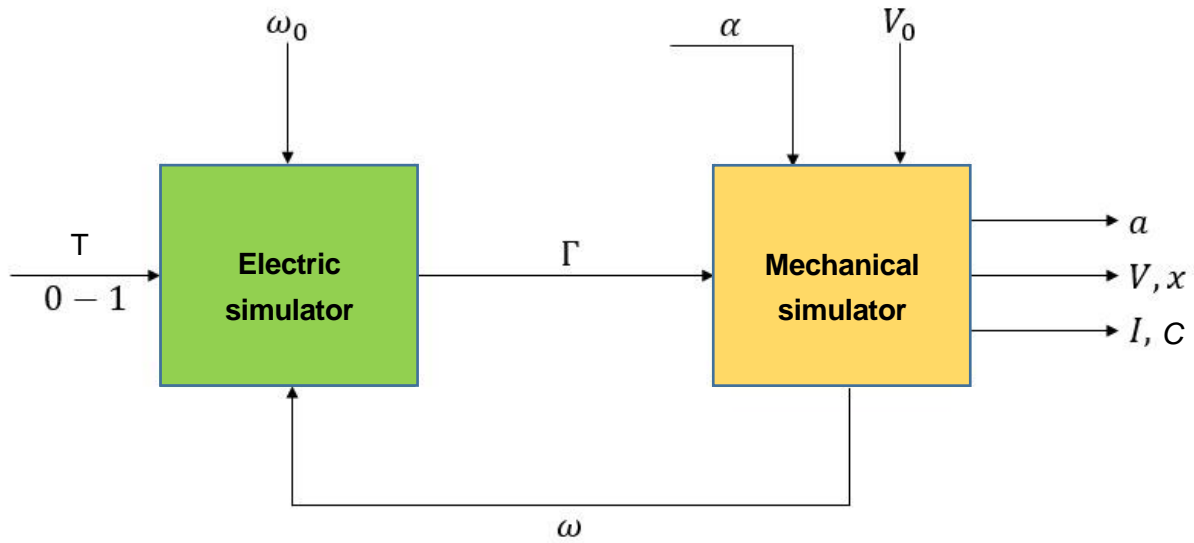 ω₀
α
V₀
T
0 − 1
Electric
simulator
Γ
Mechanical
simulator
a
V, x
I, C
ω